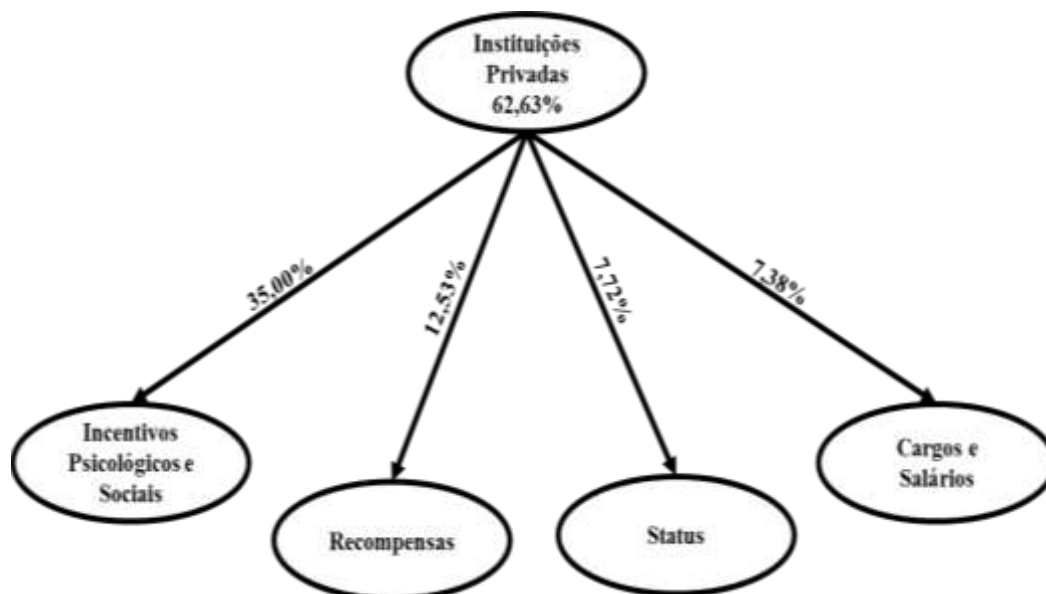 Instituições
Privadas
62,63%
35,00%
12,53%
7,72%
7,38%
Incentivos
Psicológicos e
Sociais
Recompensas
Status
Cargos e
Salários